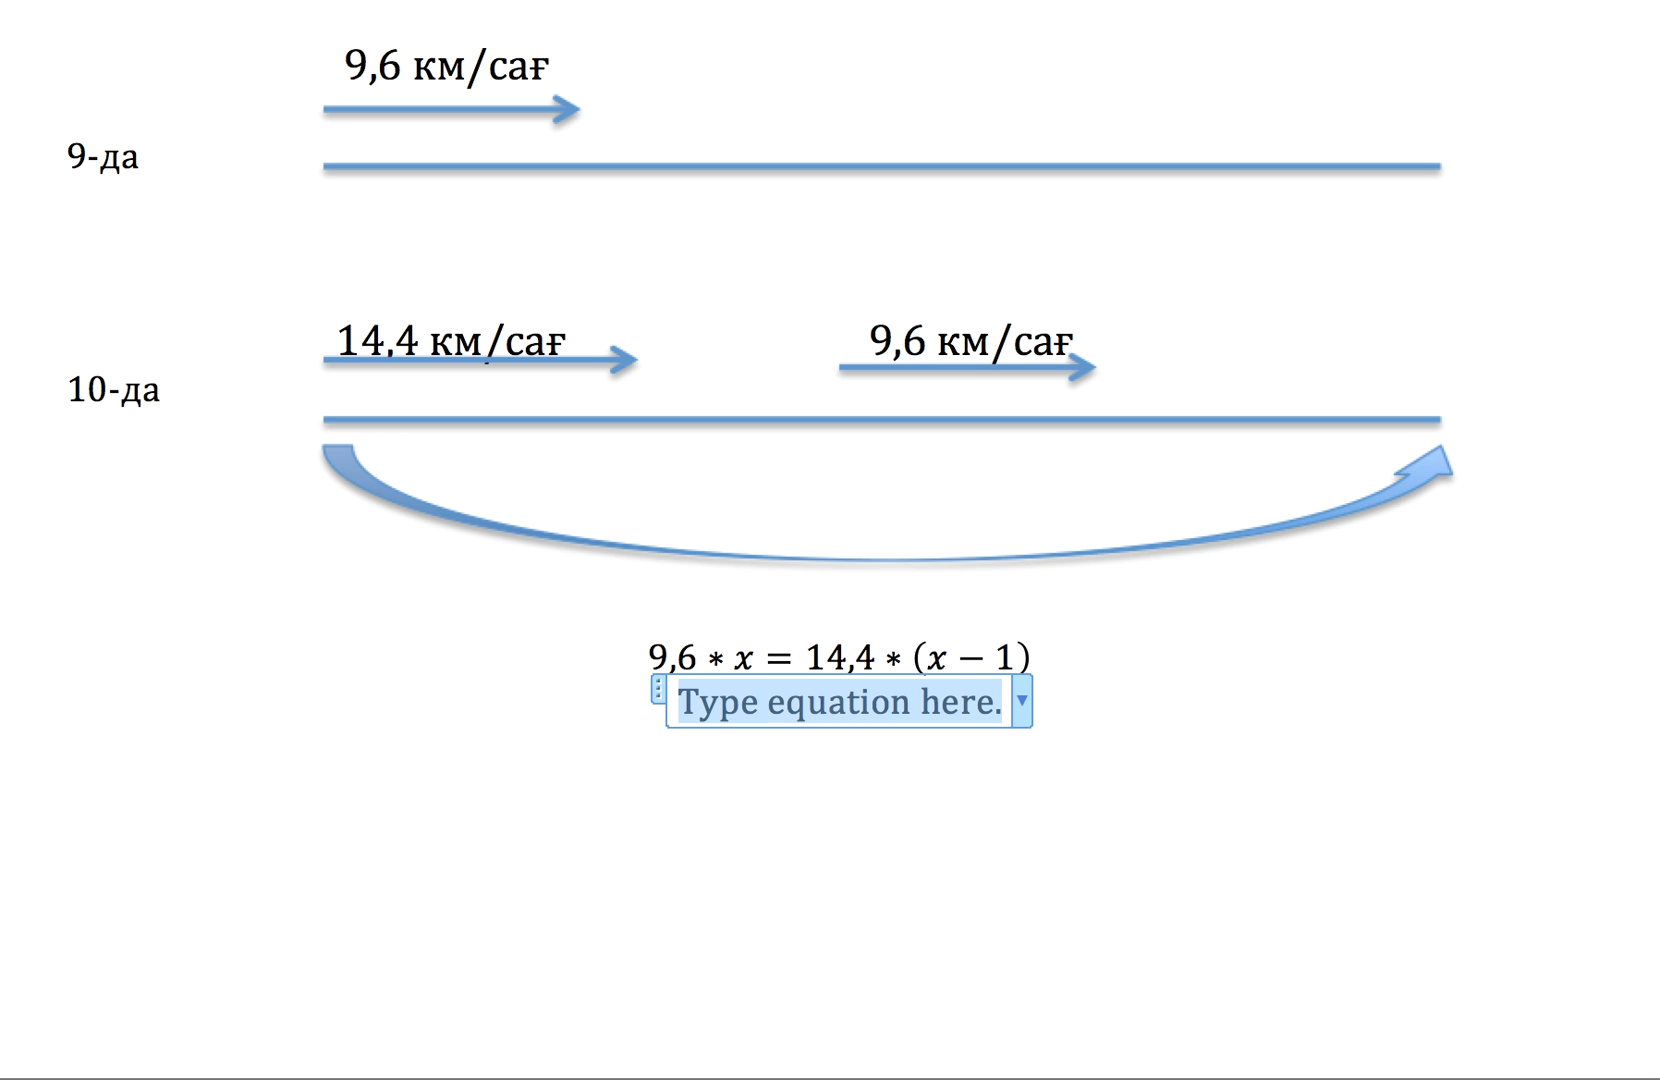 9,6 км/сағ
9-да
14,4 км/сағ
9,6 км/сағ
10-да
9,6 ∗ x = 14,4 ∗ (x − 1)
Type equation here.